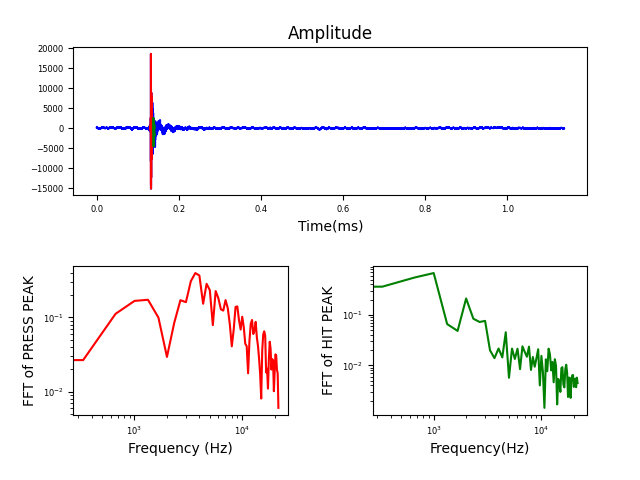 Amplitude
20000
15000
10000
5000
0
−5000
−10000
−15000
0.0 0.2 0.4 0.6 0.8 1.0
Time(ms)
FFT of PRESS PEAK
10⁻¹
10⁻²
10³ 10⁴
Frequency (Hz)
FFT of HIT PEAK
10⁻¹
10⁻²
10³ 10⁴
Frequency(Hz)